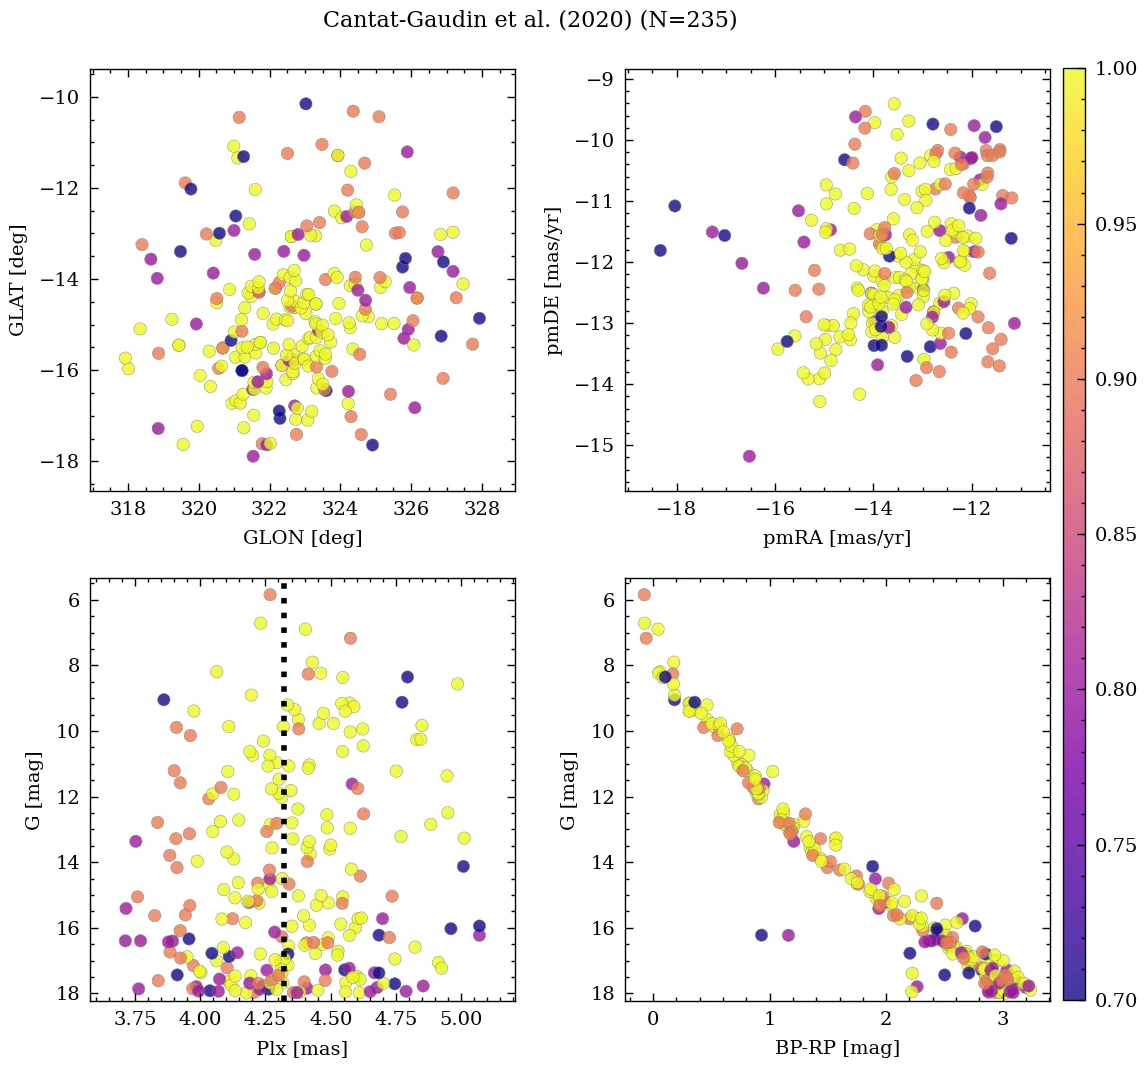 Cantat-Gaudin et al. (2020) (N=235)
−10
−12
−14
−16
−18
GLAT [deg]
318 320 322 324 326 328
GLON [deg]
−9
−10
−11
−12
−13
−14
−15
pmDE [mas/yr]
−18 −16 −14 −12
pmRA [mas/yr]
6
8
10
12
14
16
18
G [mag]
3.75 4.00 4.25 4.50 4.75 5.00
Plx [mas]
6
8
10
12
14
16
18
G [mag]
0 1 2 3
BP-RP [mag]
1.00
0.95
0.90
0.85
0.80
0.75
0.70